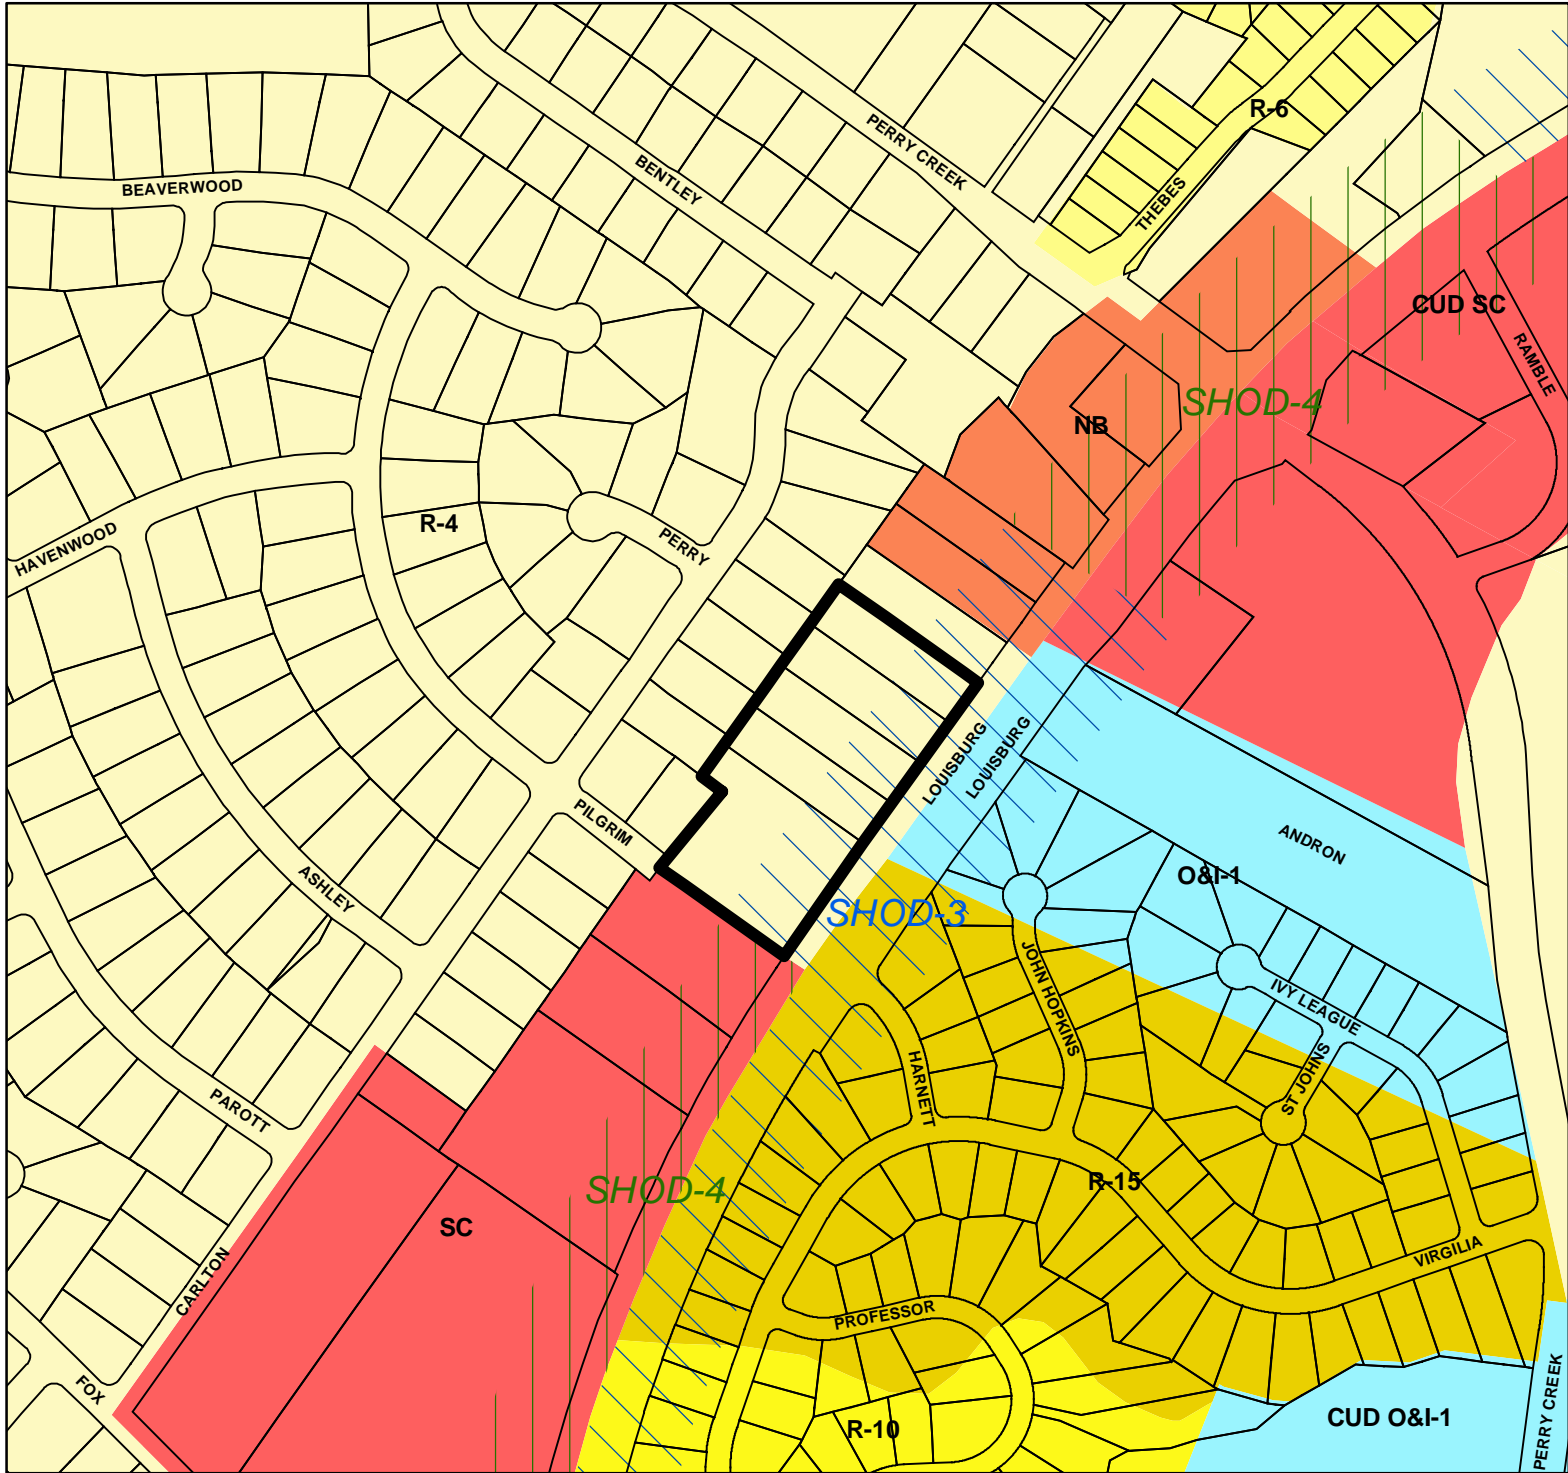 R-6
PERRY CREEK
BENTLEY
BEAVERWOOD
THEBES
CUD SC
RAMBLE
SHOD-4
NB
R-4
HAVENWOOD
PERRY
LOUISBURG
LOUISBURG
PILGRIM
ANDRON
O&I-1
ASHLEY
SHOD-3
JOHN HOPKINS
IVY LEAGUE
HARNETT
ST JOHNS
PAROTT
R-15
SHOD-4
SC
CARLTON
VIRGILIA
PROFESSOR
FOX
R-10
CUD O&I-1
PERRY CREEK